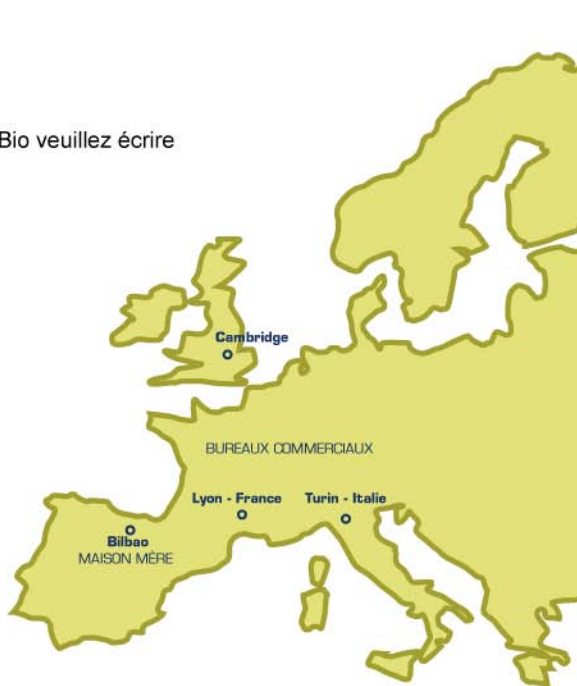 Bio veuillez écrire
Cambridge
BUREAUX COMMERCIAUX
Lyon - France
Turin - Italie
Bilbao
MAISON MÈRE